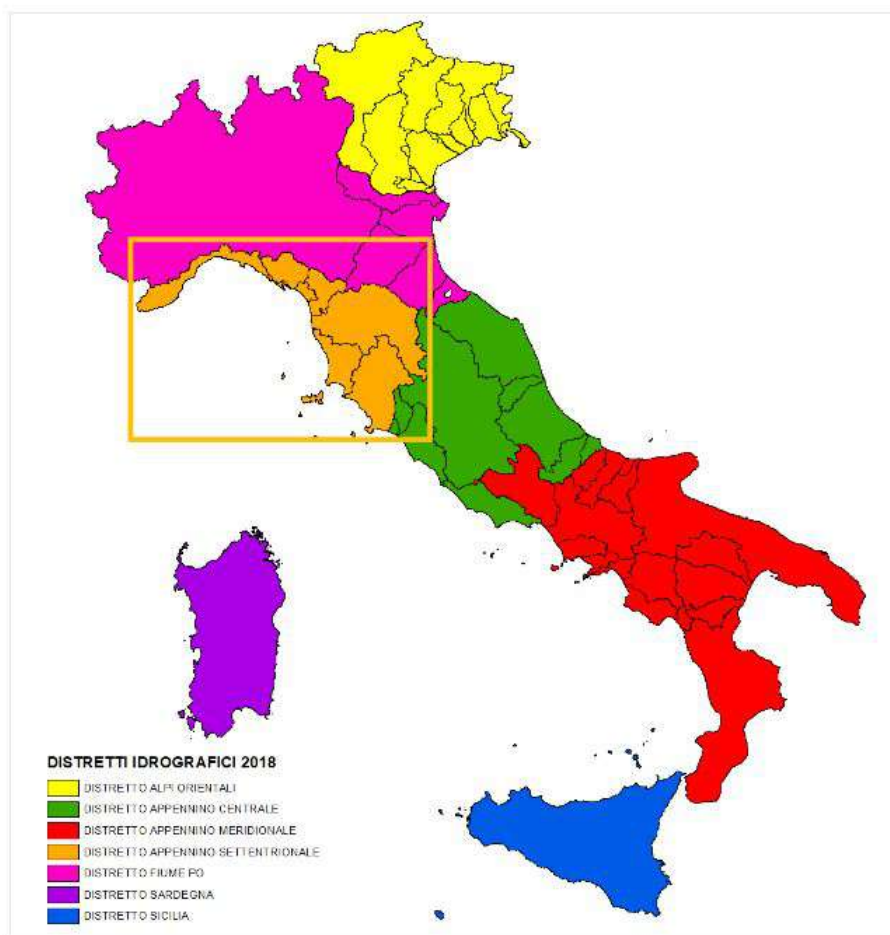 DISTRETTI IDROGRAFICI 2018
DISTRETTO ALPI ORIENTALI
DISTRETTO APPENNINO CENTRALE
DISTRETTO APPENNINO MERIDIONALE
DISTRETTO APPENNINO SETTENTRIONALE
DISTRETTO FIUME PO
DISTRETTO SARDEGNA
DISTRETTO SICILIA